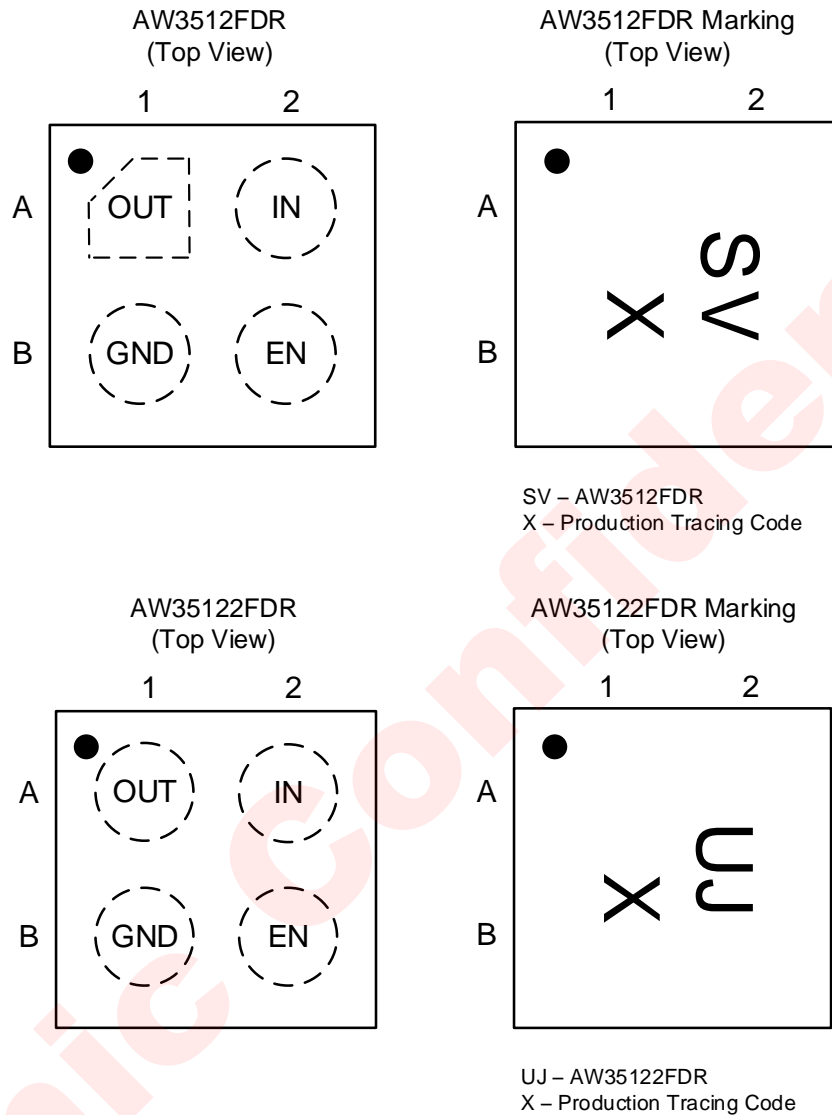 AW3512FDR
(Top View)
1 2
A OUT IN
B GND EN
AW3512FDR Marking
(Top View)
1 2
A
B
SV
X
SV – AW3512FDR
X – Production Tracing Code
AW35122FDR
(Top View)
1 2
A OUT IN
B GND EN
AW35122FDR Marking
(Top View)
1 2
A
B
UJ
X
UJ – AW35122FDR
X – Production Tracing Code
nic Confiden